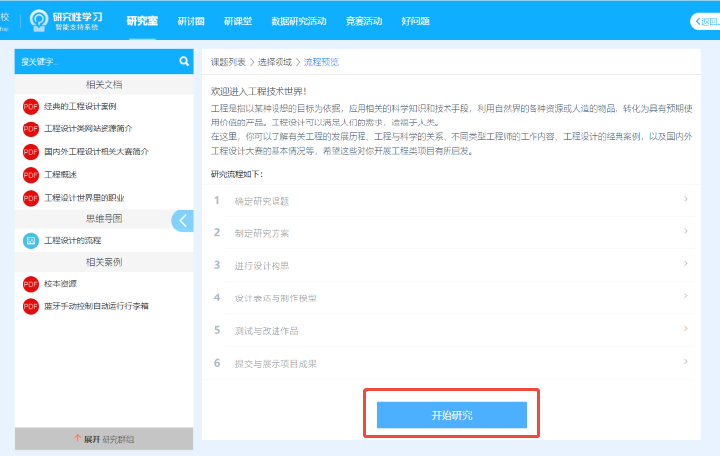 校
研究性学习
智能支持系统
研究室 研讨圈 研课堂 数据研究活动 竞赛活动 好问题
返回
搜关键字...
相关文档
PDF 经典的工程设计案例
PDF 工程设计类网站资源简介
PDF 国内外工程设计相关大赛简介
PDF 工程概述
PDF 工程设计世界里的职业
思维导图
工程设计的流程
相关案例
PDF 校本资源
PDF 蓝牙手动控制自动运行行李箱
展开 研究群组
课题列表 > 选择领域 > 流程预览
欢迎进入工程技术世界！
工程是指以某种设想的目标为依据，应用相关的科学知识和技术手段，利用自然界的各种资源或人造的物品，转化为具有预期使
用价值的产品。工程设计可以满足人们的需求，造福于人类。
在这里，你可以了解有关工程的发展历程、工程与科学的关系、不同类型工程师的工作内容、工程设计的经典案例，以及国内外
工程设计大赛的基本情况等，希望这些对你开展工程类项目有所启发。
研究流程如下：
1 确定研究课题
2 制定研究方案
3 进行设计构思
4 设计表达与制作模型
5 测试与改进作品
6 提交与展示项目成果
开始研究